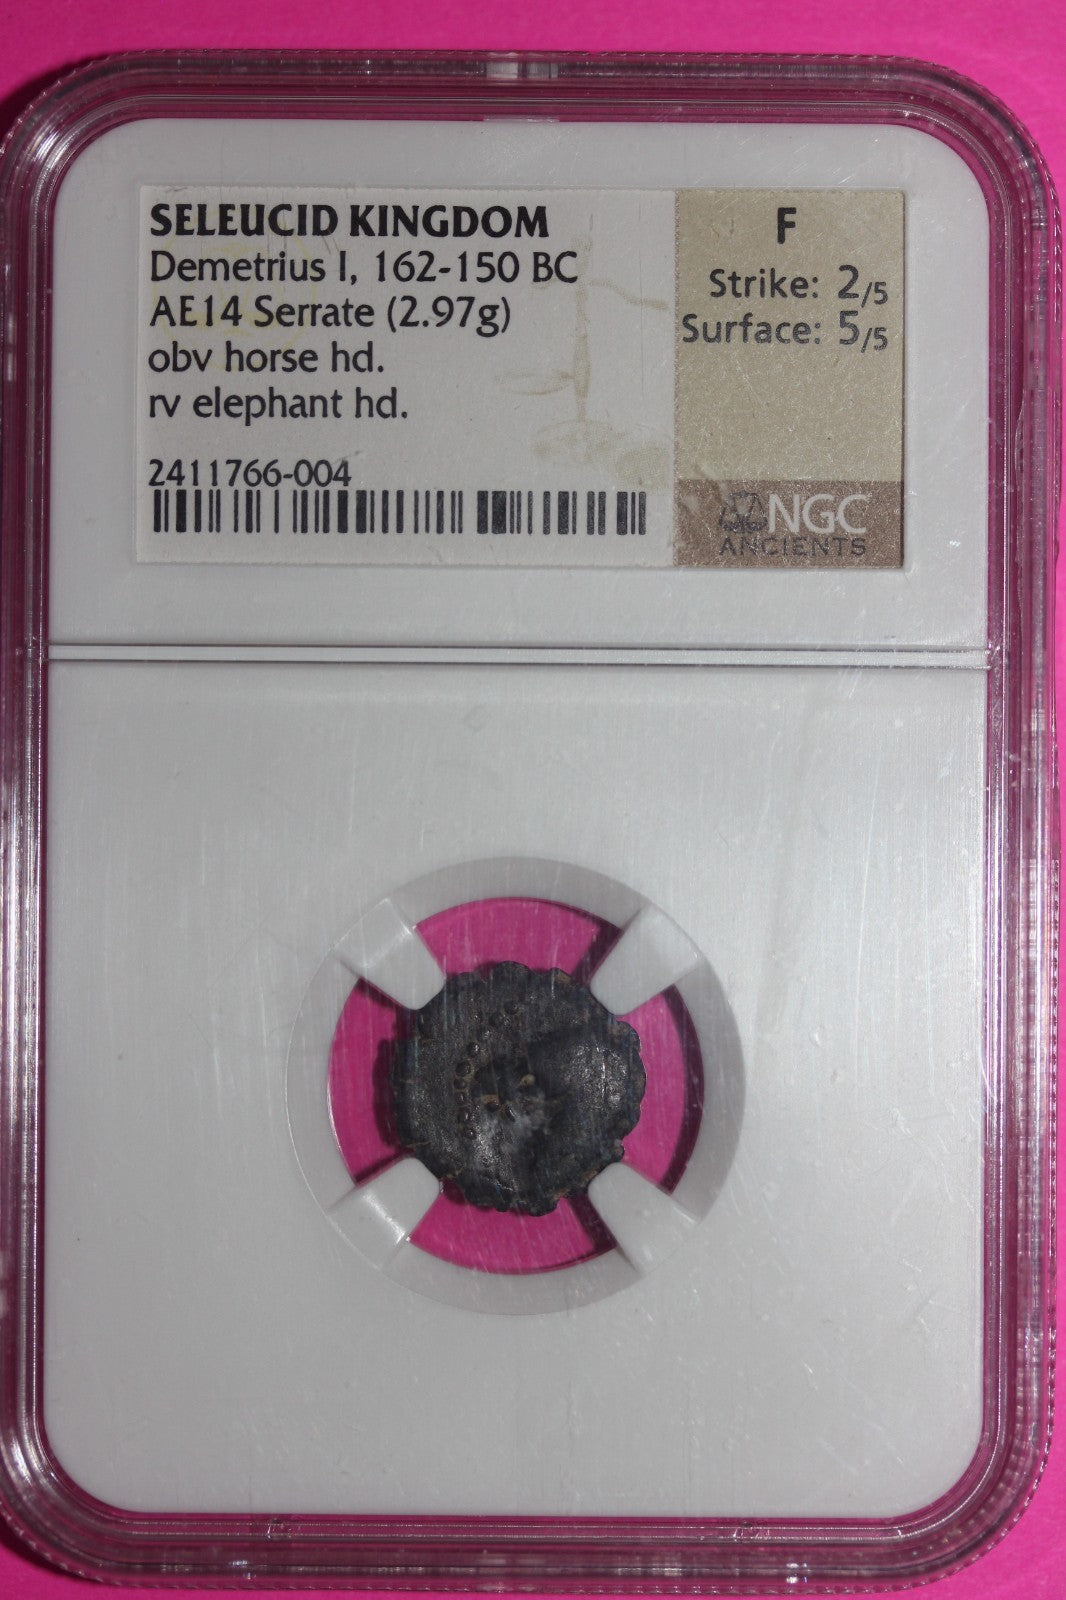 SELEUCID KINGDOM
Demetrius I, 162-150 BC
AE14 Serrate (2.97g)
obv horse hd.
rv elephant hd.
2411766-004
F
Strike: 2/5
Surface: 5/5
NGC
ANCIENTS